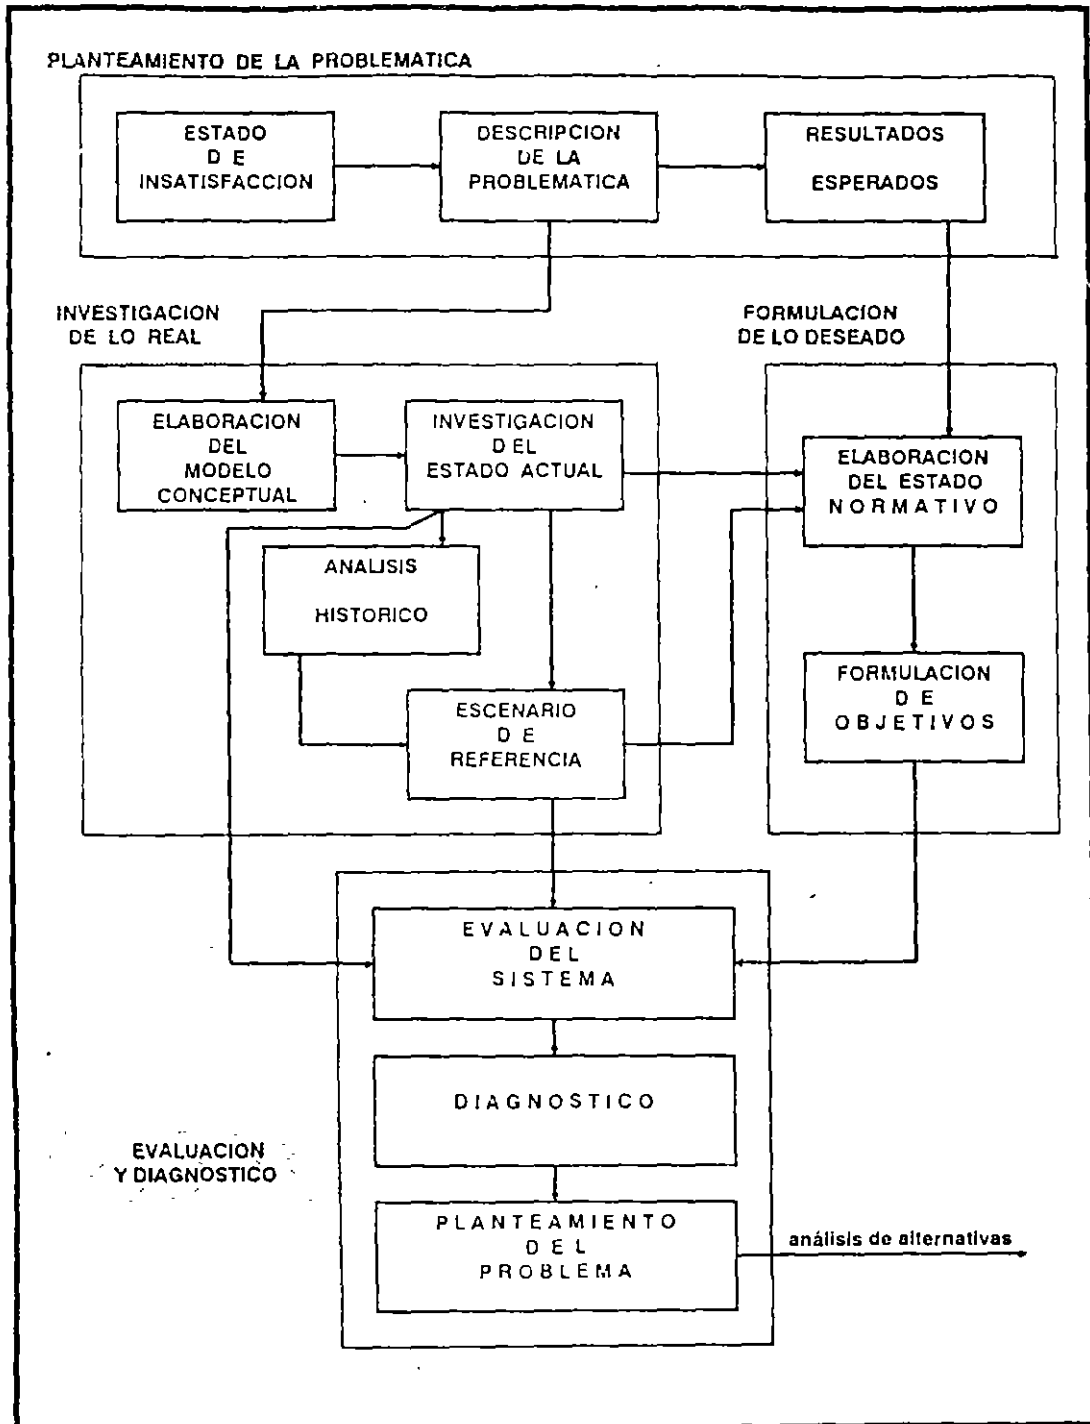 PLANTEAMIENTO DE LA PROBLEMATICA
ESTADO
D E
INSATISFACCION
DESCRIPCION
DE LA
PROBLEMATICA
RESULTADOS
ESPERADOS
INVESTIGACION
DE LO REAL
FORMULACION
DE LO DESEADO
ELABORACION
DEL
MODELO
CONCEPTUAL
INVESTIGACION
D EL
ESTADO ACTUAL
ELABORACION
DEL ESTADO
N O R M A T I V O
ANALISIS
HISTORICO
ESCENARIO
D E
REFERENCIA
FORMULACION
D E
O B J E T I V O S
E V A L U A C I O N
D E L
S I S T E M A
D I A G N O S T I C O
EVALUACION
Y DIAGNOSTICO
P L A N T E A M I E N T O
D E L
P R O B L E M A
análisis de alternativas